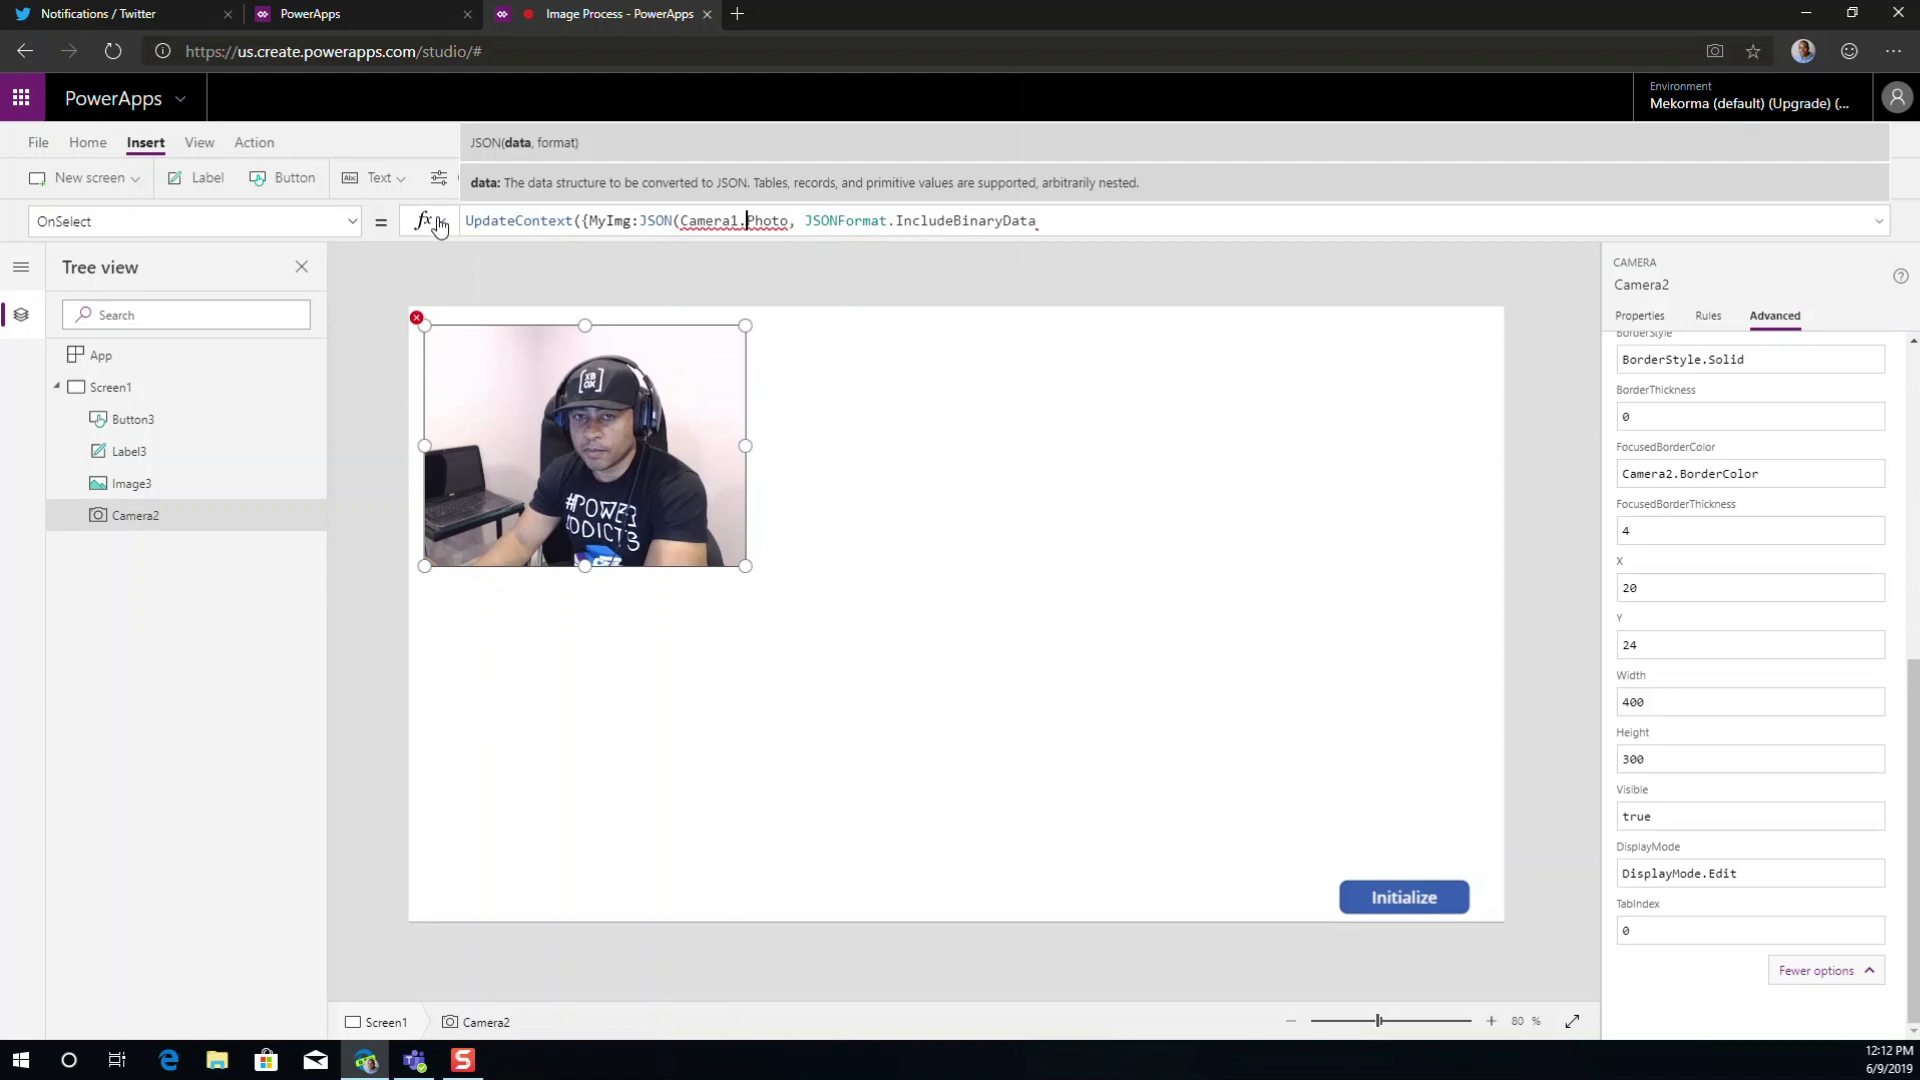 Notifications / Twitter
PowerApps
Image Process - PowerApps
https://us.create.powerapps.com/studio/#
PowerApps
Environment
Mekorma (default) (Upgrade) (...
File Home Insert View Action
JSON(data, format)
New screen Label Button Text
data: The data structure to be converted to JSON. Tables, records, and primitive values are supported, arbitrarily nested.
OnSelect = fx UpdateContext({MyImg:JSON(Camera1.Photo, JSONFormat.IncludeBinaryData
Tree view
Search
App
Screen1
Button3
Label3
Image3
Camera2
XB
OX
#POWER
ADDICTS
Initialize
CAMERA
Camera2
Properties Rules Advanced
BorderStyle
BorderStyle.Solid
BorderThickness
0
FocusedBorderColor
Camera2.BorderColor
FocusedBorderThickness
4
X
20
Y
24
Width
400
Height
300
Visible
true
DisplayMode
DisplayMode.Edit
TabIndex
0
Fewer options
Screen1 Camera2
80 %
12:12 PM
6/9/2019